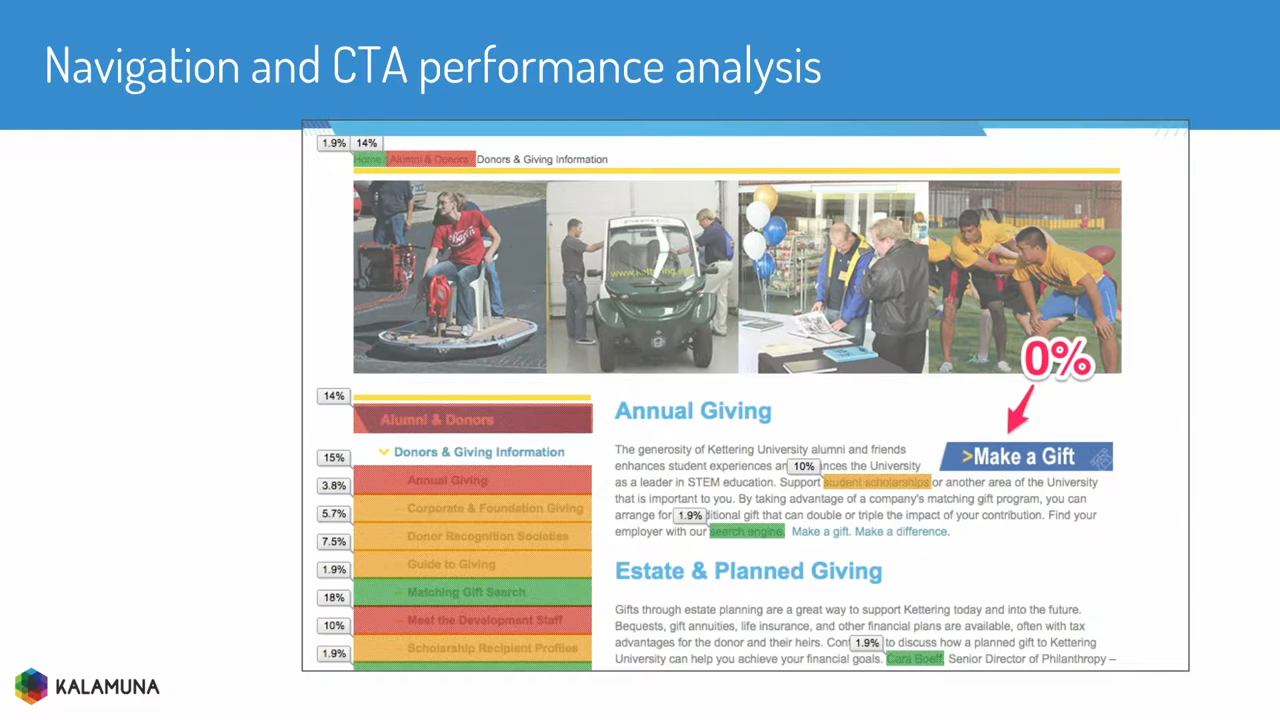 Navigation and CTA performance analysis
1.9% 14%
Home / Alumni & Donors / Donors & Giving Information
www.kettering.e
0%
14%
Alumni & Donors
Annual Giving
>Make a Gift
Donors & Giving Information
15%
Annual Giving
3.8%
Corporate & Foundation Giving
5.7%
Donor Recognition Societies
7.5%
Guide to Giving
1.9%
Matching Gift Search
18%
Meet the Development Staff
10%
Scholarship Recipient Profiles
1.9%
The generosity of Kettering University alumni and friends
enhances student experiences an 10% nces the University
as a leader in STEM education. Support student scholarships or another area of the University
that is important to you. By taking advantage of a company's matching gift program, you can
arrange for 1.9% ditional gift that can double or triple the impact of your contribution. Find your
employer with our search engine. Make a gift. Make a difference.
Estate & Planned Giving
Gifts through estate planning are a great way to support Kettering today and into the future.
Bequests, gift annuities, life insurance, and other financial plans are available, often with tax
advantages for the donor and their heirs. Cont 1.9% to discuss how a planned gift to Kettering
University can help you achieve your financial goals. Cara Boeff, Senior Director of Philanthropy –
KALAMUNA